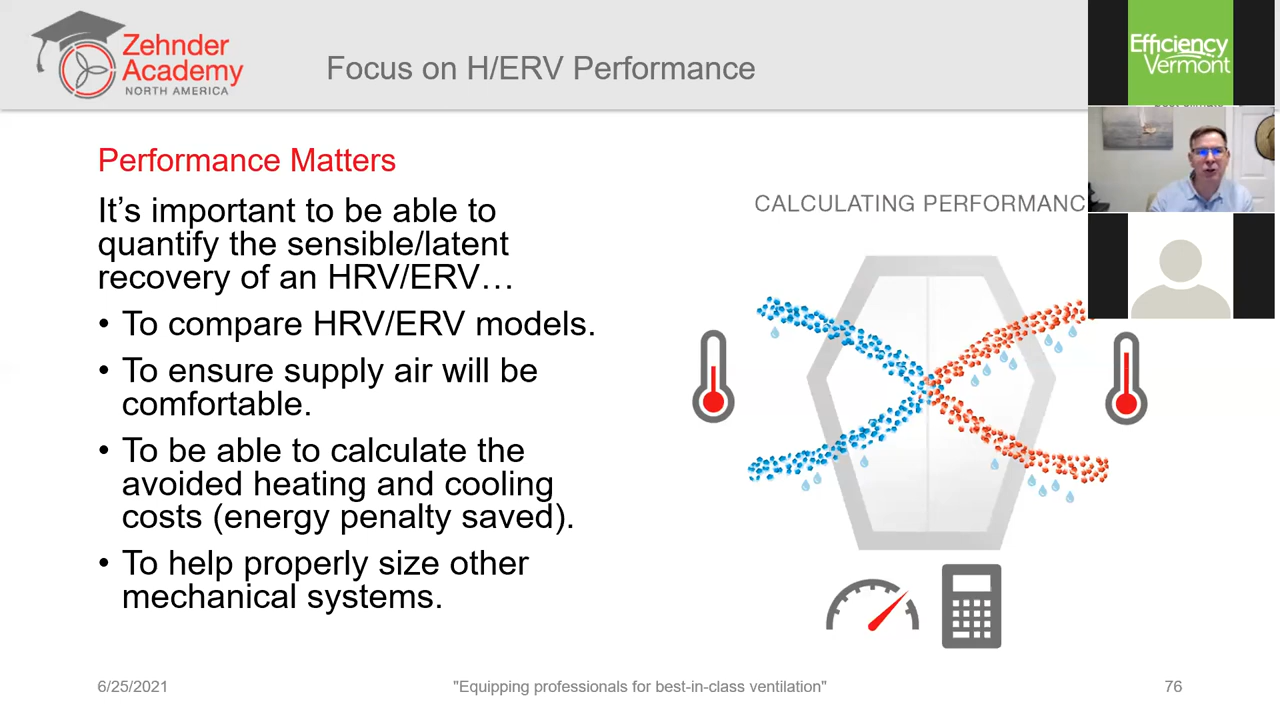 Zehnder
Academy
NORTH AMERICA
Focus on H/ERV Performance
Efficiency
Vermont
Performance Matters
It’s important to be able to
quantify the sensible/latent
recovery of an HRV/ERV…
• To compare HRV/ERV models.
• To ensure supply air will be
comfortable.
• To be able to calculate the
avoided heating and cooling
costs (energy penalty saved).
• To help properly size other
mechanical systems.
CALCULATING PERFORMANC
6/25/2021
"Equipping professionals for best-in-class ventilation"
76